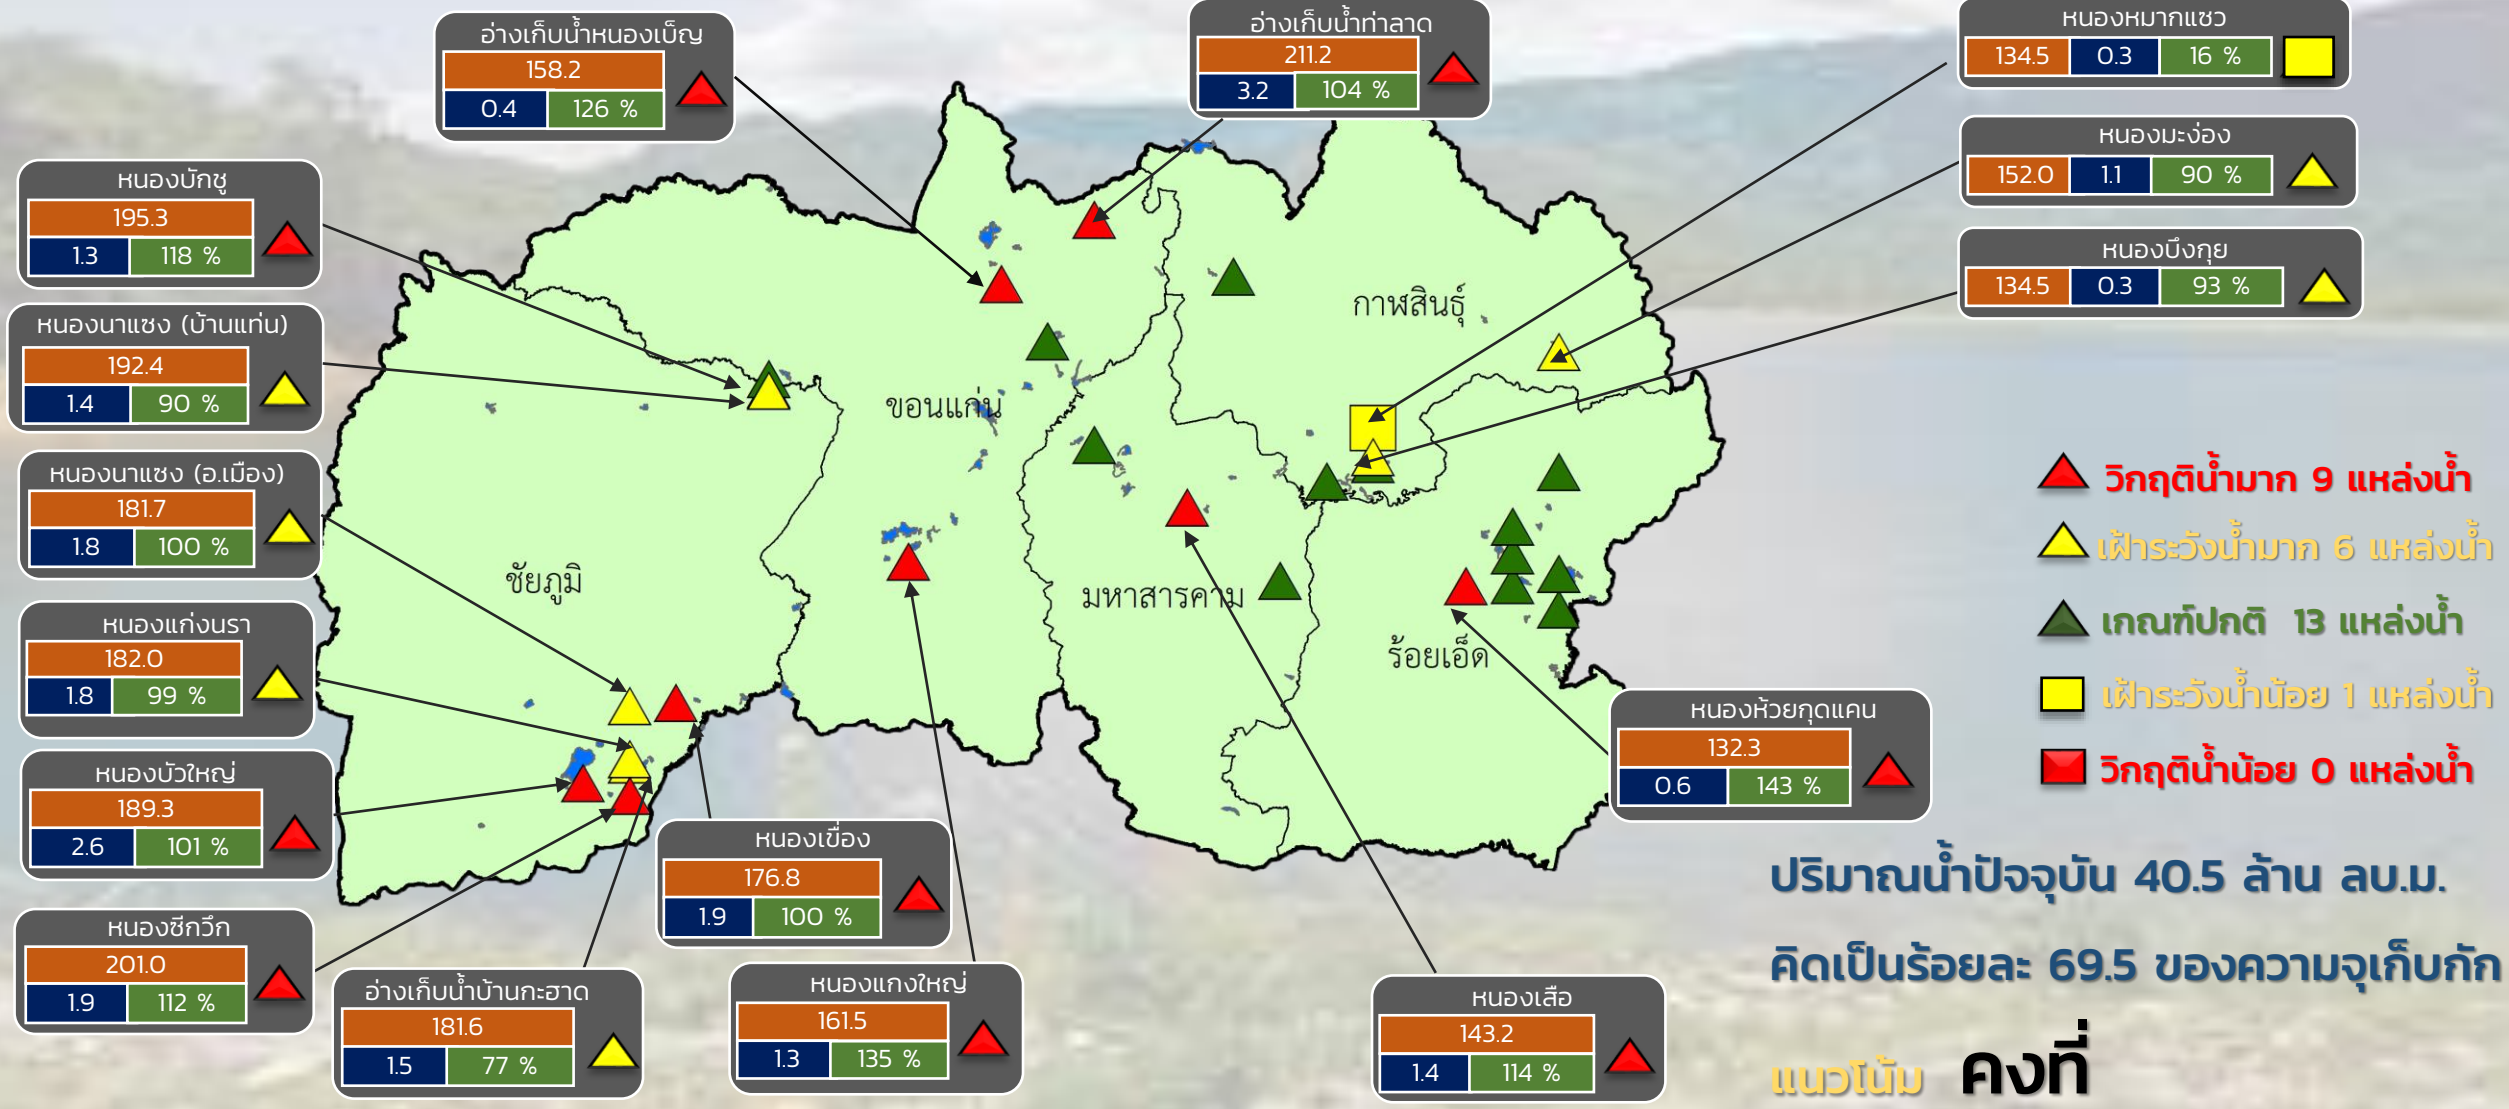 อ่างเก็บน้ำหนองเบ็ญ
158.2
0.4 126 %
อ่างเก็บน้ำท่าลาด
211.2
3.2 104 %
หนองหมากแซว
134.5 0.3 16 %
หนองมะง่อง
152.0 1.1 90 %
หนองบึงกุย
134.5 0.3 93 %
หนองบักชู
195.3
1.3 118 %
หนองนาแซง (บ้านแท่น)
192.4
1.4 90 %
หนองนาแซง (อ.เมือง)
181.7
1.8 100 %
หนองแก่งนรา
182.0
1.8 99 %
หนองบัวใหญ่
189.3
2.6 101 %
หนองซีกวึก
201.0
1.9 112 %
อ่างเก็บน้ำบ้านกะฮาด
181.6
1.5 77 %
หนองเขื่อง
176.8
1.9 100 %
หนองแกงใหญ่
161.5
1.3 135 %
หนองเสือ
143.2
1.4 114 %
หนองห้วยกุดแคน
132.3
0.6 143 %
กาฬสินธุ์
ขอนแก่น
ชัยภูมิ
มหาสารคาม
ร้อยเอ็ด
วิกฤติน้ำมาก 9 แหล่งน้ำ
เฝ้าระวังน้ำมาก 6 แหล่งน้ำ
เกณฑ์ปกติ 13 แหล่งน้ำ
เฝ้าระวังน้ำน้อย 1 แหล่งน้ำ
วิกฤติน้ำน้อย 0 แหล่งน้ำ
ปริมาณน้ำปัจจุบัน 40.5 ล้าน ลบ.ม.
คิดเป็นร้อยละ 69.5 ของความจุเก็บกัก
แนวโน้ม คงที่